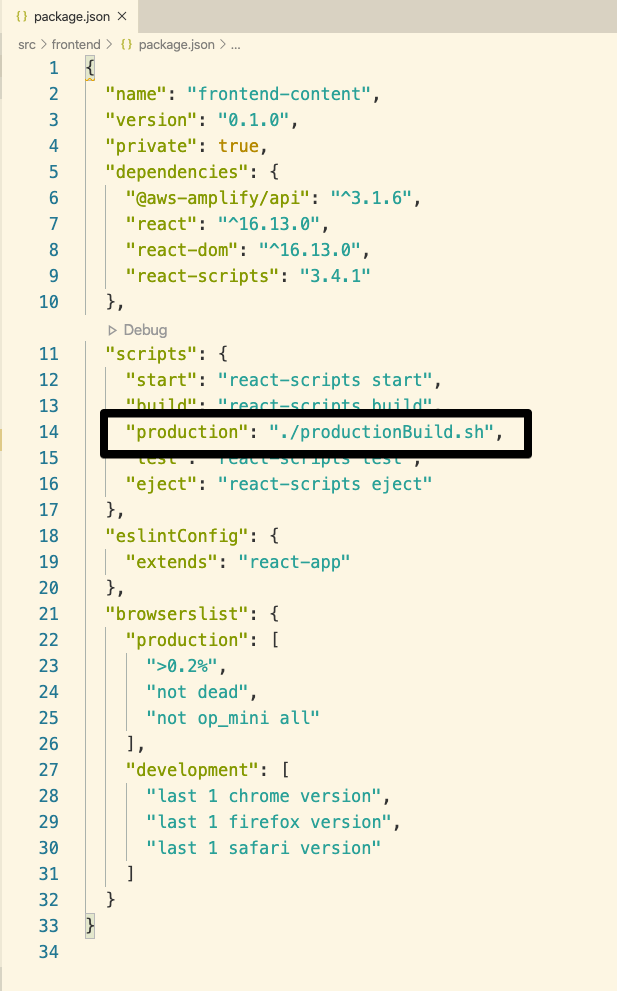 {} package.json ×
src > frontend > {} package.json > ...
1 {
2 "name": "frontend-content",
3 "version": "0.1.0",
4 "private": true,
5 "dependencies": {
6 "@aws-amplify/api": "^3.1.6",
7 "react": "^16.13.0",
8 "react-dom": "^16.13.0",
9 "react-scripts": "3.4.1"
10 },
▷ Debug
11 "scripts": {
12 "start": "react-scripts start",
13 "build": "react-scripts build",
14 "production": "./productionBuild.sh",
15 "test": "react-scripts test",
16 "eject": "react-scripts eject"
17 },
18 "eslintConfig": {
19 "extends": "react-app"
20 },
21 "browserslist": {
22 "production": [
23 ">0.2%",
24 "not dead",
25 "not op_mini all"
26 ],
27 "development": [
28 "last 1 chrome version",
29 "last 1 firefox version",
30 "last 1 safari version"
31 ]
32 }
33 }
34